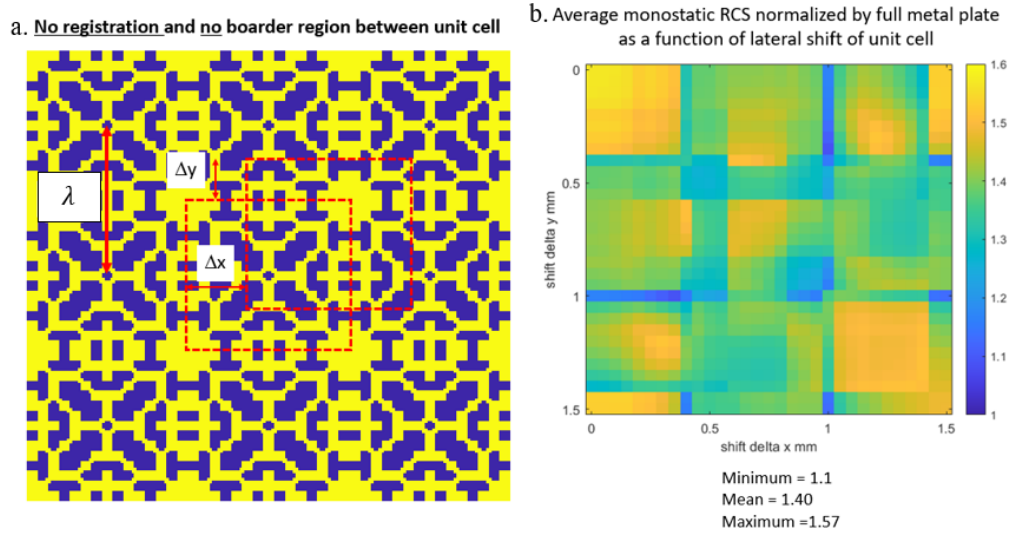 a. No registration and no boarder region between unit cell
λ
Δy
Δx
b. Average monostatic RCS normalized by full metal plate
as a function of lateral shift of unit cell
0
0.5
1
1.5
shift delta y mm
0
0.5
1
1.5
shift delta x mm
1.6
1.5
1.4
1.3
1.2
1.1
1
Minimum = 1.1
Mean = 1.40
Maximum =1.57